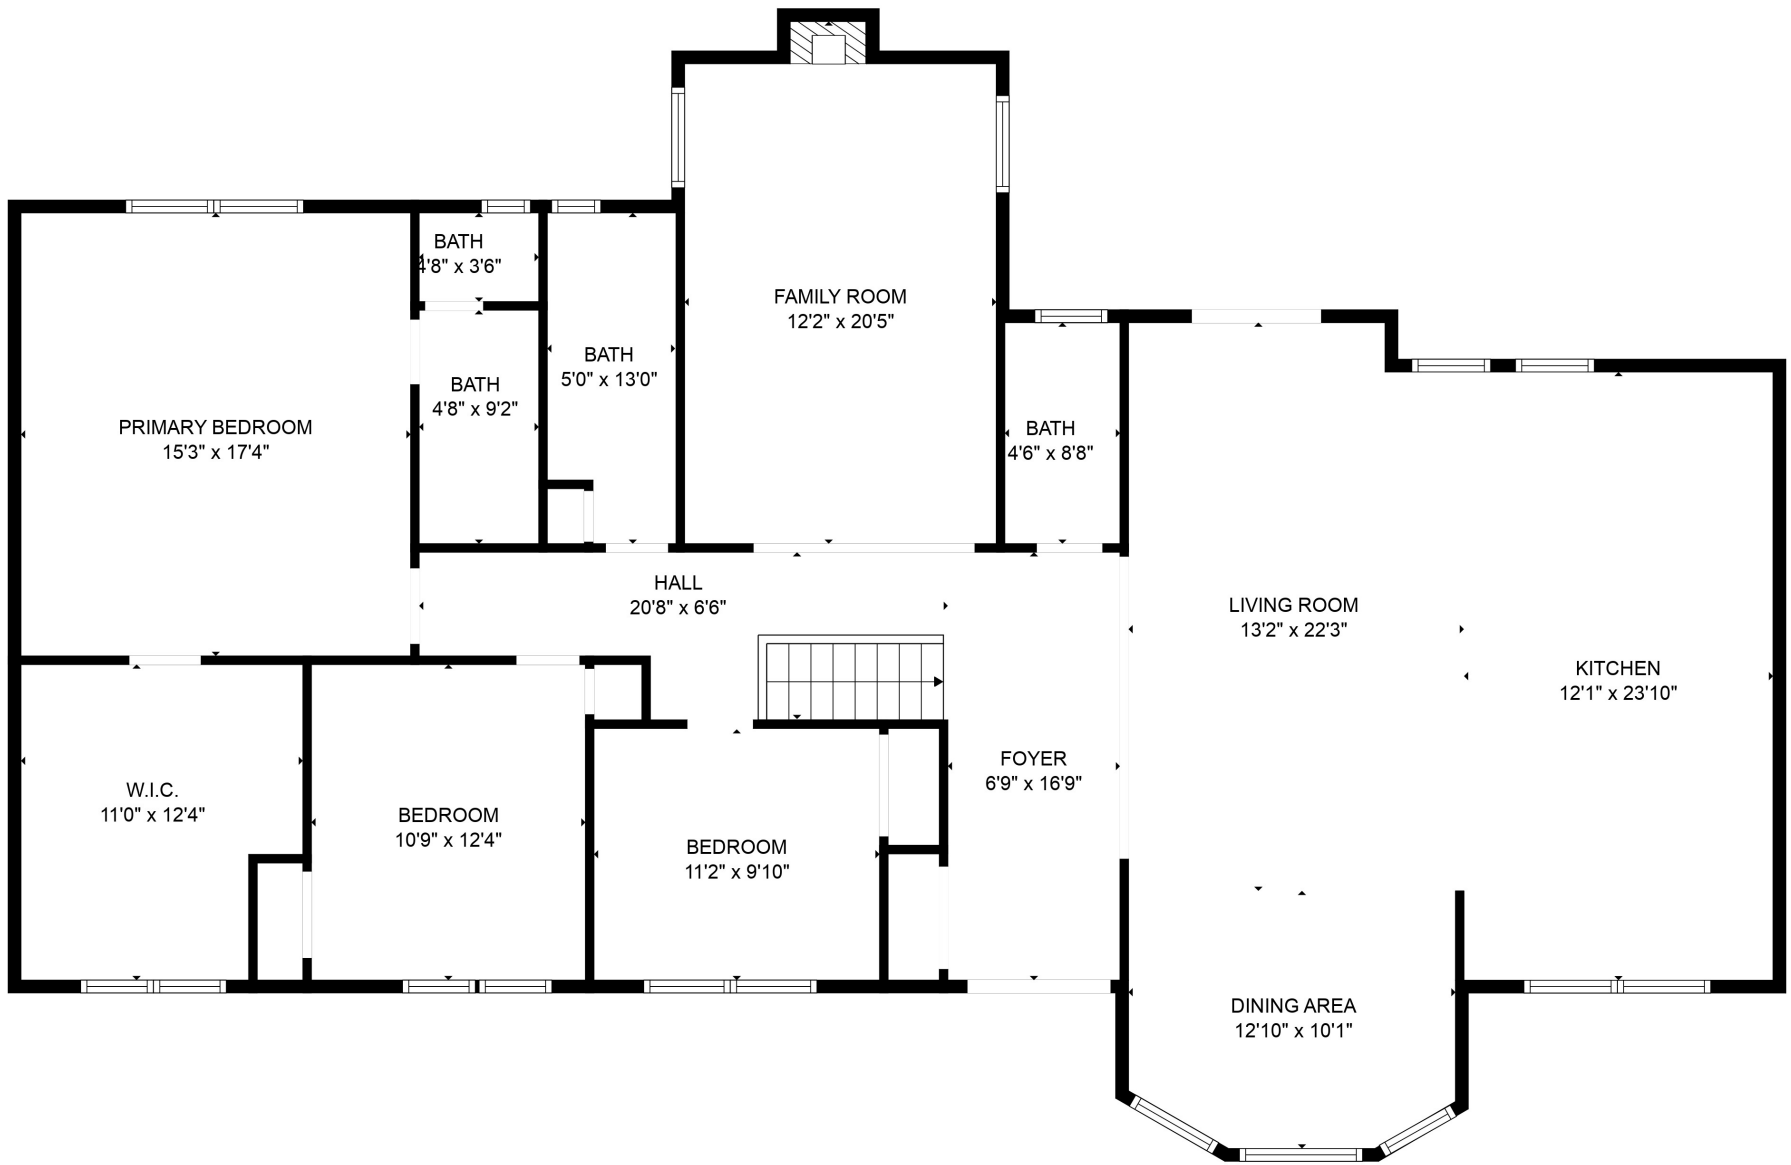 BATH
4'8" x 3'6"
FAMILY ROOM
12'2" x 20'5"
BATH
5'0" x 13'0"
BATH
4'8" x 9'2"
PRIMARY BEDROOM
15'3" x 17'4"
BATH
4'6" x 8'8"
HALL
20'8" x 6'6"
LIVING ROOM
13'2" x 22'3"
KITCHEN
12'1" x 23'10"
FOYER
6'9" x 16'9"
W.I.C.
11'0" x 12'4"
BEDROOM
10'9" x 12'4"
BEDROOM
11'2" x 9'10"
DINING AREA
12'10" x 10'1"